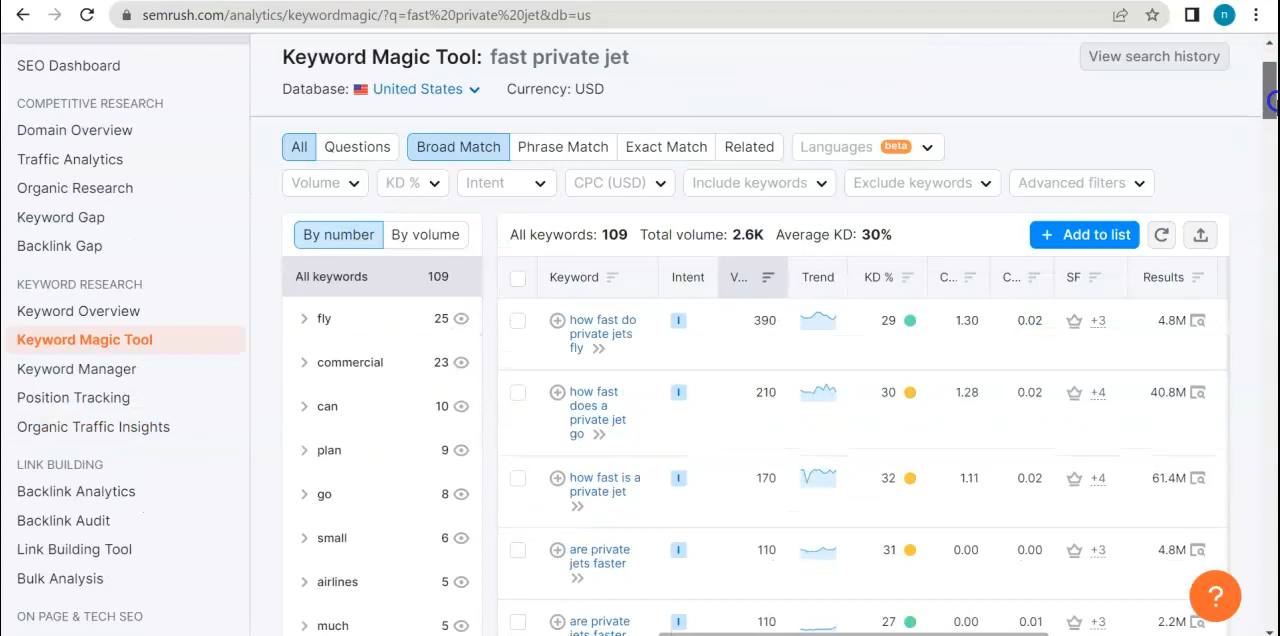 semrush.com/analytics/keywordmagic/?q=fast%20private%20jet&db=us
n
SEO Dashboard
COMPETITIVE RESEARCH
Domain Overview
Traffic Analytics
Organic Research
Keyword Gap
Backlink Gap
KEYWORD RESEARCH
Keyword Overview
Keyword Magic Tool
Keyword Manager
Position Tracking
Organic Traffic Insights
LINK BUILDING
Backlink Analytics
Backlink Audit
Link Building Tool
Bulk Analysis
ON PAGE & TECH SEO
Keyword Magic Tool: fast private jet
View search history
Database: United States Currency: USD
All Questions Broad Match Phrase Match Exact Match Related Languages beta
Volume KD % Intent CPC (USD) Include keywords Exclude keywords Advanced filters
By number By volume
All keywords 109
fly 25
commercial 23
can 10
plan 9
go 8
small 6
airlines 5
much 5
All keywords: 109 Total volume: 2.6K Average KD: 30%
+ Add to list
Keyword Intent V... Trend KD % C... C... SF Results
how fast do private jets fly I 390 29 1.30 0.02 +3 4.8M
how fast does a private jet go I 210 30 1.28 0.02 +4 40.8M
how fast is a private jet I 170 32 1.11 0.02 +4 61.4M
are private jets faster I 110 31 0.00 0.00 +3 4.8M
are private jets faster I 110 27 0.00 0.01 +3 2.2M
?